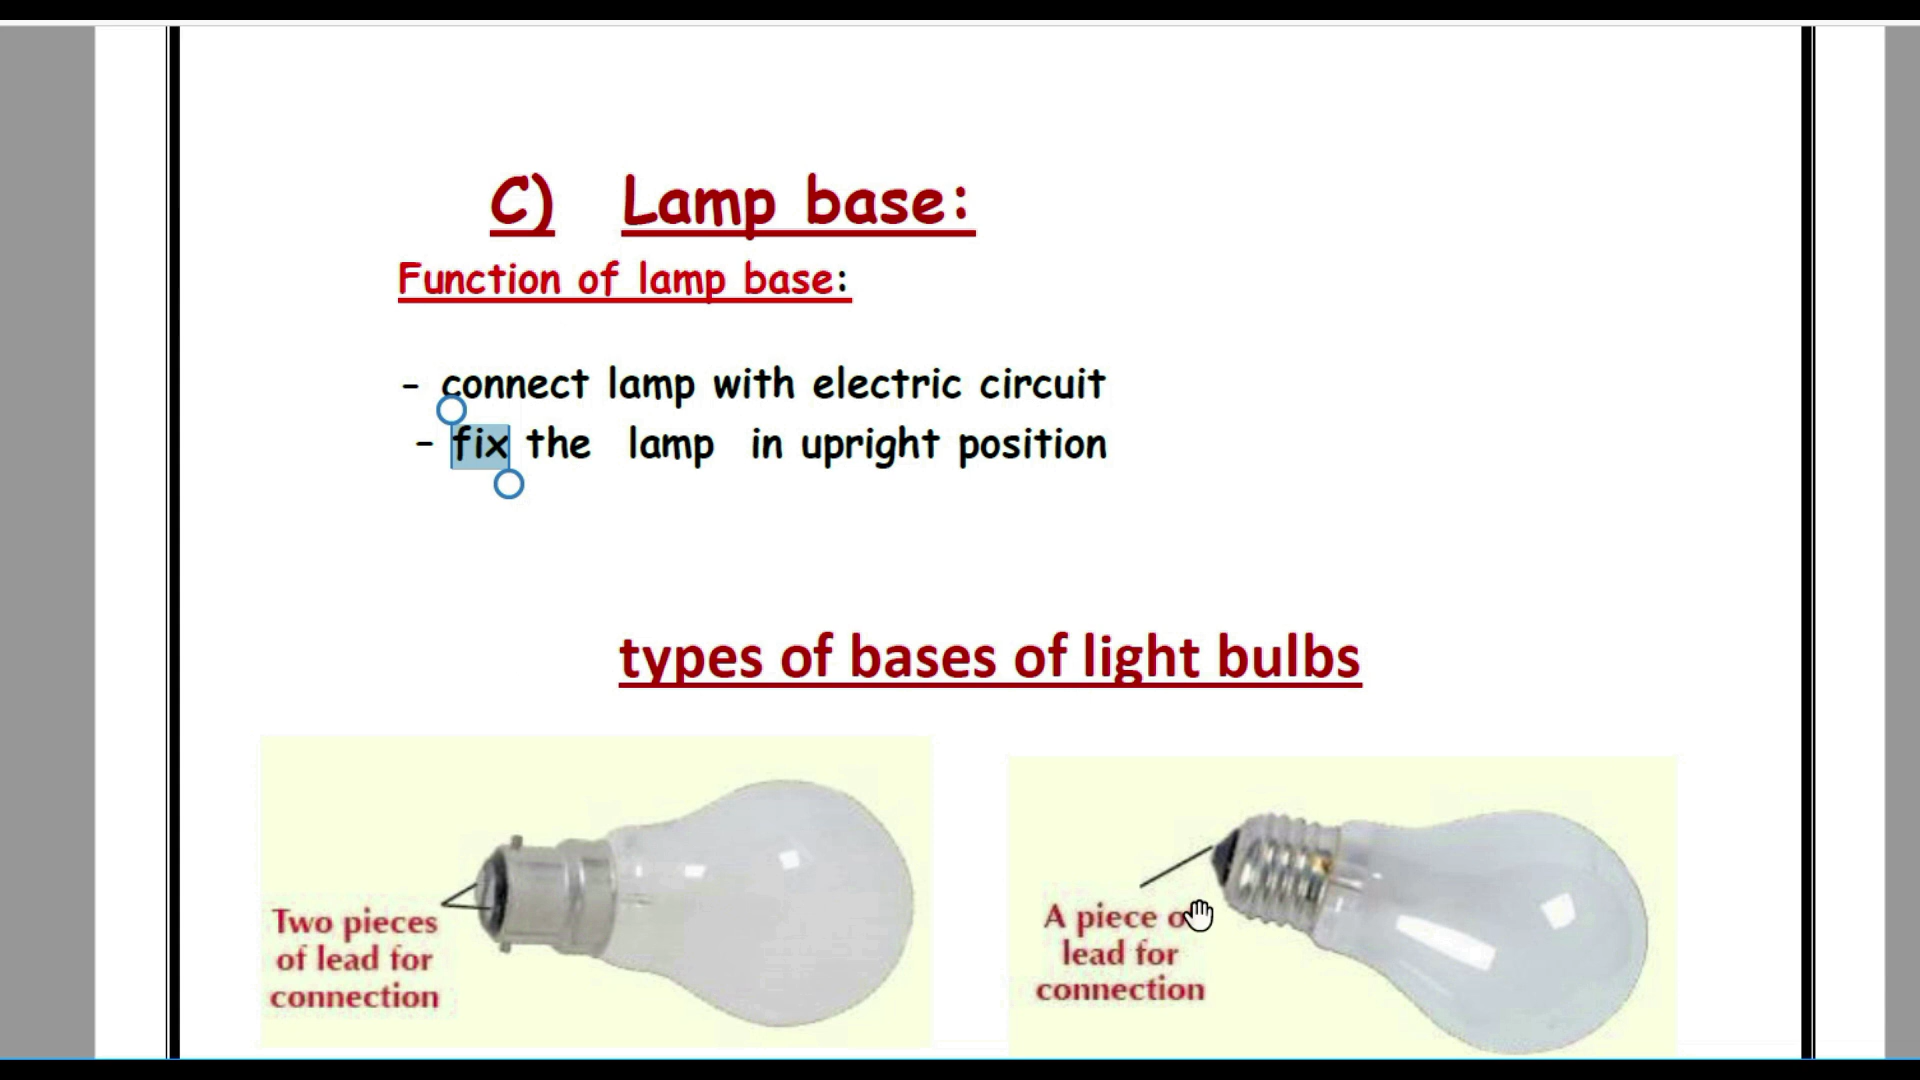 C) Lamp base:
Function of lamp base:
- connect lamp with electric circuit
- fix the lamp in upright position
types of bases of light bulbs
Two pieces
of lead for
connection
A piece o
lead for
connection